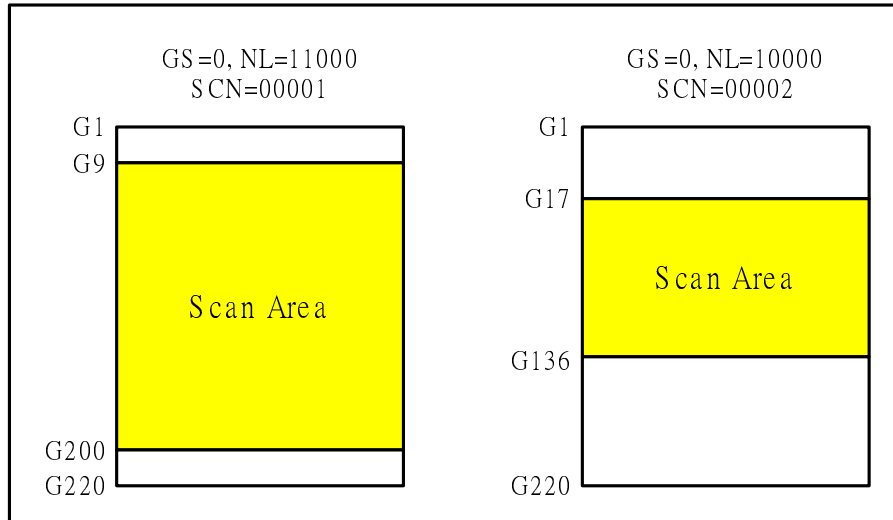 GS=0, NL=11000
SCN=00001
G1
G9
Scan Area
G200
G220
GS=0, NL=10000
SCN=00002
G1
G17
Scan Area
G136
G220